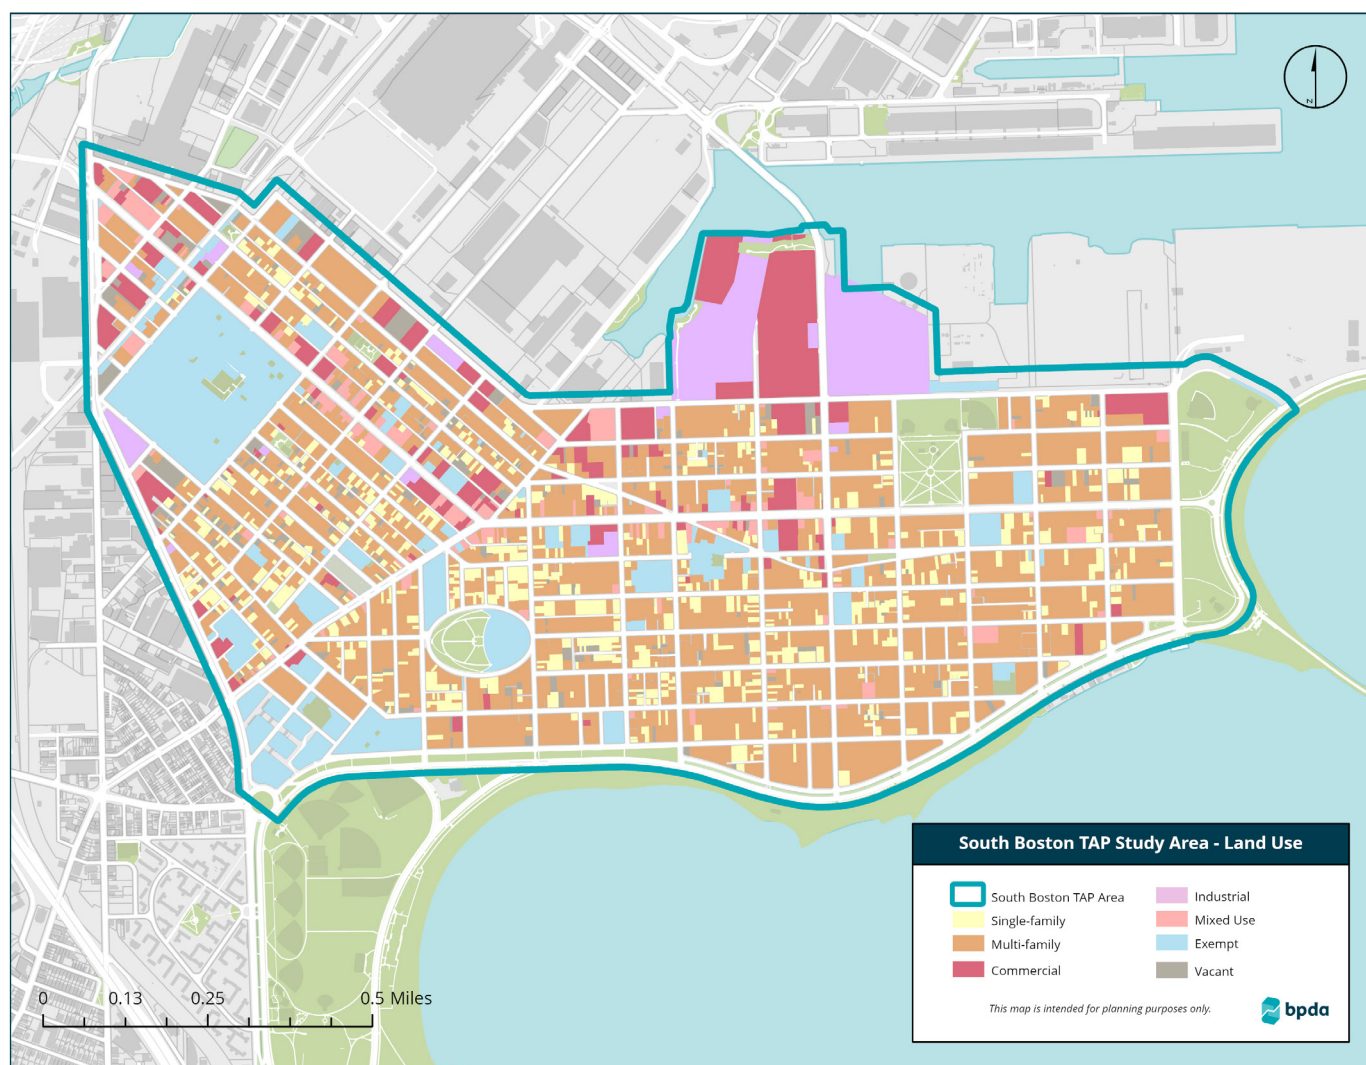 N
South Boston TAP Study Area - Land Use
South Boston TAP Area
Single-family
Multi-family
Commercial
Industrial
Mixed Use
Exempt
Vacant
This map is intended for planning purposes only.
bpda
0 0.13 0.25 0.5 Miles